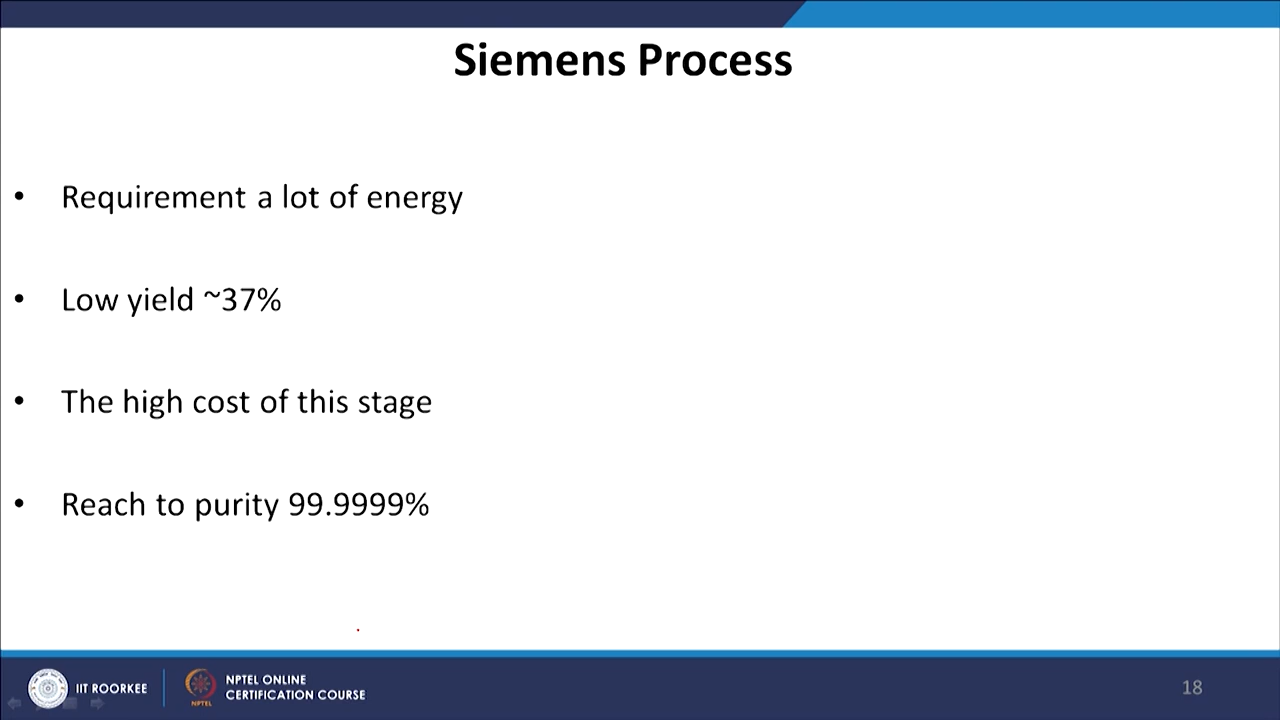 Siemens Process
• Requirement a lot of energy
• Low yield ~37%
• The high cost of this stage
• Reach to purity 99.9999%
IIT ROORKEE
NPTEL
NPTEL ONLINE
CERTIFICATION COURSE
18